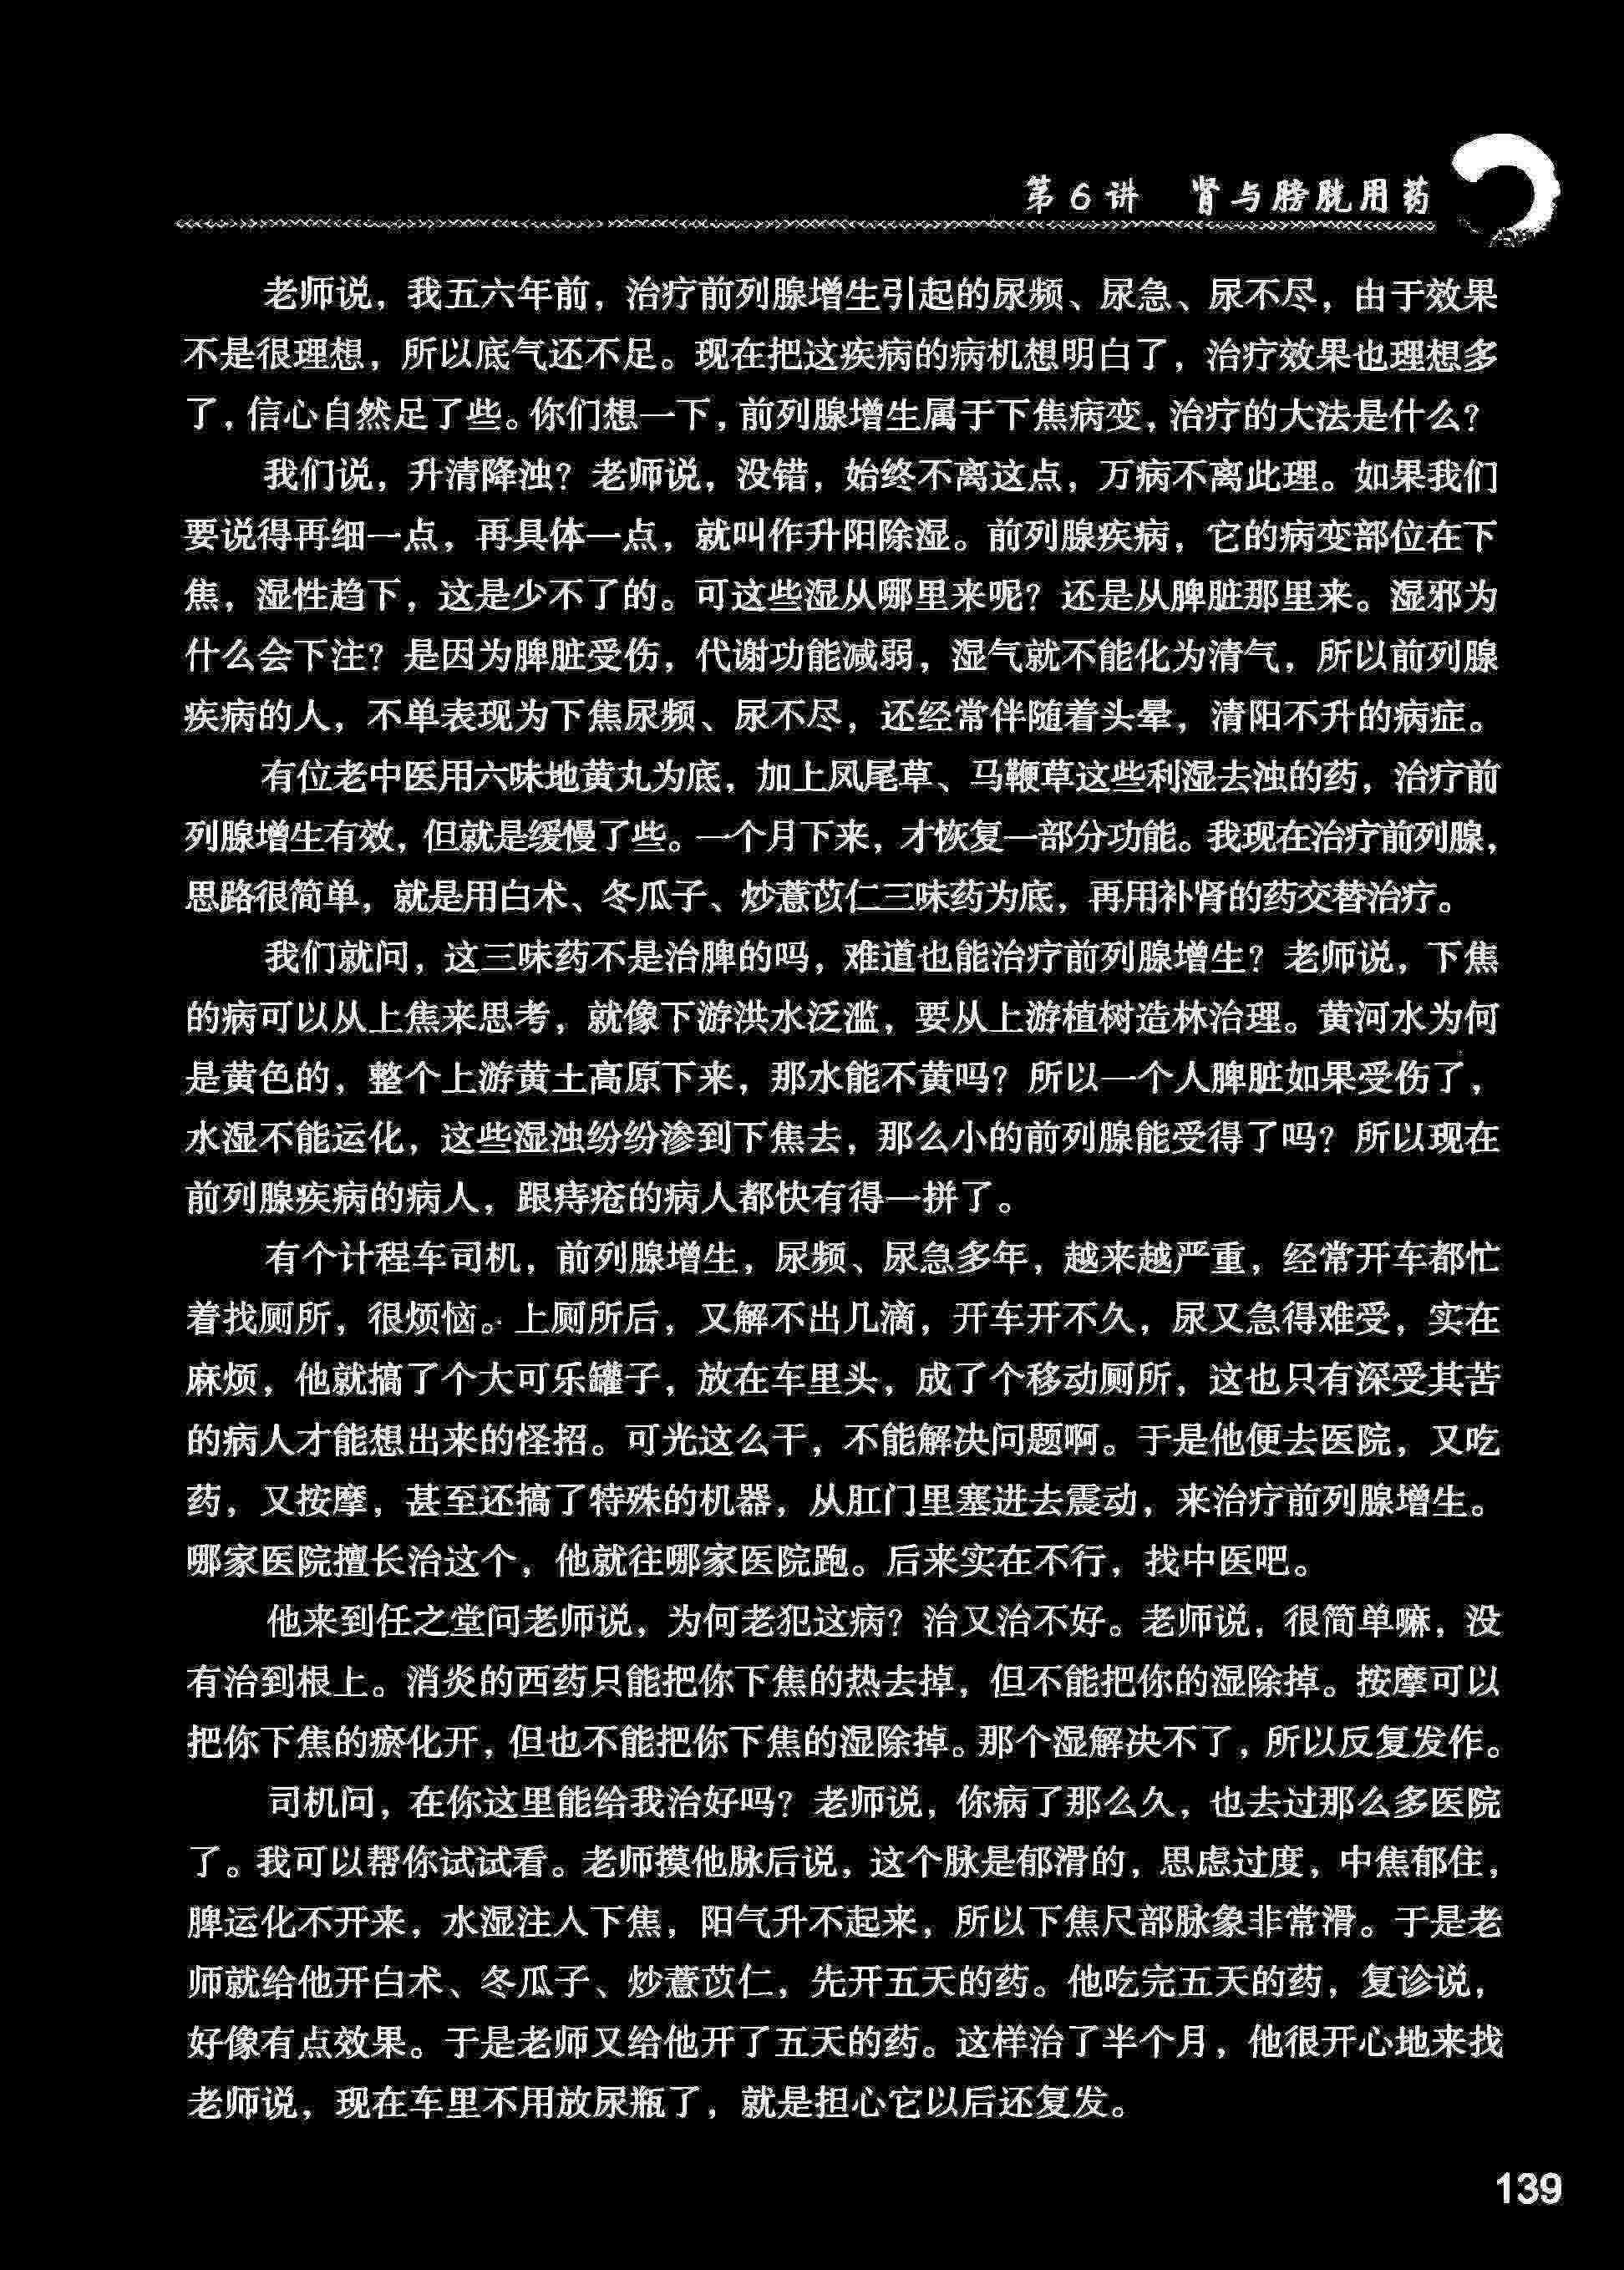 第6讲 肾与膀胱用药
老师说，我五六年前，治疗前列腺增生引起的尿频、尿急、尿不尽，由于效果
不是很理想，所以底气还不足。现在把这疾病的病机想明白了，治疗效果也理想多
了，信心自然足了些。你们想一下，前列腺增生属于下焦病变，治疗的大法是什么？
我们说，升清降浊？老师说，没错，始终不离这点，万病不离此理。如果我们
要说得再细一点，再具体一点，就叫作升阳除湿。前列腺疾病，它的病变部位在下
焦，湿性趋下，这是少不了的。可这些湿从哪里来呢？还是从脾脏那里来。湿邪为
什么会下注？是因为脾脏受伤，代谢功能减弱，湿气就不能化为清气，所以前列腺
疾病的人，不单表现为下焦尿频、尿不尽，还经常伴随着头晕，清阳不升的病症。
有位老中医用六味地黄丸为底，加上凤尾草、马鞭草这些利湿去浊的药，治疗前
列腺增生有效，但就是缓慢了些。一个月下来，才恢复一部分功能。我现在治疗前列腺，
思路很简单，就是用白术、冬瓜子、炒薏苡仁三味药为底，再用补肾的药交替治疗。
我们就问，这三味药不是治脾的吗，难道也能治疗前列腺增生？老师说，下焦
的病可以从上焦来思考，就像下游洪水泛滥，要从上游植树造林治理。黄河水为何
是黄色的，整个上游黄土高原下来，那水能不黄吗？所以一个人脾脏如果受伤了，
水湿不能运化，这些湿浊纷纷渗到下焦去，那么小的前列腺能受得了吗？所以现在
前列腺疾病的病人，跟痔疮的病人都快有得一拼了。
有个计程车司机，前列腺增生，尿频、尿急多年，越来越严重，经常开车都忙
着找厕所，很烦恼。上厕所后，又解不出几滴，开车开不久，尿又急得难受，实在
麻烦，他就搞了个大可乐罐子，放在车里头，成了个移动厕所，这也只有深受其苦
的病人才能想出来的怪招。可光这么干，不能解决问题啊。于是他便去医院，又吃
药，又按摩，甚至还搞了特殊的机器，从肛门里塞进去震动，来治疗前列腺增生。
哪家医院擅长治这个，他就往哪家医院跑。后来实在不行，找中医吧。
他来到任之堂问老师说，为何老犯这病？治又治不好。老师说，很简单嘛，没
有治到根上。消炎的西药只能把你下焦的热去掉，但不能把你的湿除掉。按摩可以
把你下焦的瘀化开，但也不能把你下焦的湿除掉。那个湿解决不了，所以反复发作。
司机问，在你这里能给我治好吗？老师说，你病了那么久，也去过那么多医院
了。我可以帮你试试看。老师摸他脉后说，这个脉是郁滑的，思虑过度，中焦郁住，
脾运化不开来，水湿注入下焦，阳气升不起来，所以下焦尺部脉象非常滑。于是老
师就给他开白术、冬瓜子、炒薏苡仁，先开五天的药。他吃完五天的药，复诊说，
好像有点效果。于是老师又给他开了五天的药。这样治了半个月，他很开心地来找
老师说，现在车里不用放尿瓶了，就是担心它以后还复发。
139